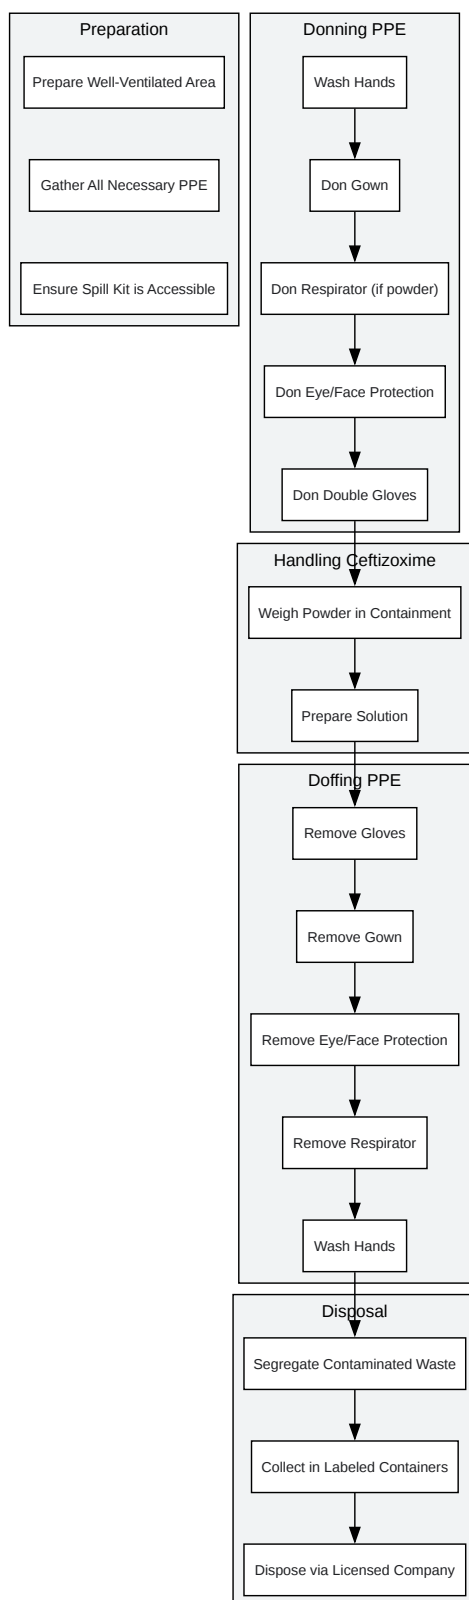 Preparation
Prepare Well-Ventilated Area
Gather All Necessary PPE
Ensure Spill Kit is Accessible
Donning PPE
Wash Hands
Don Gown
Don Respirator (if powder)
Don Eye/Face Protection
Don Double Gloves
Handling Ceftizoxime
Weigh Powder in Containment
Prepare Solution
Doffing PPE
Remove Gloves
Remove Gown
Remove Eye/Face Protection
Remove Respirator
Wash Hands
Disposal
Segregate Contaminated Waste
Collect in Labeled Containers
Dispose via Licensed Company